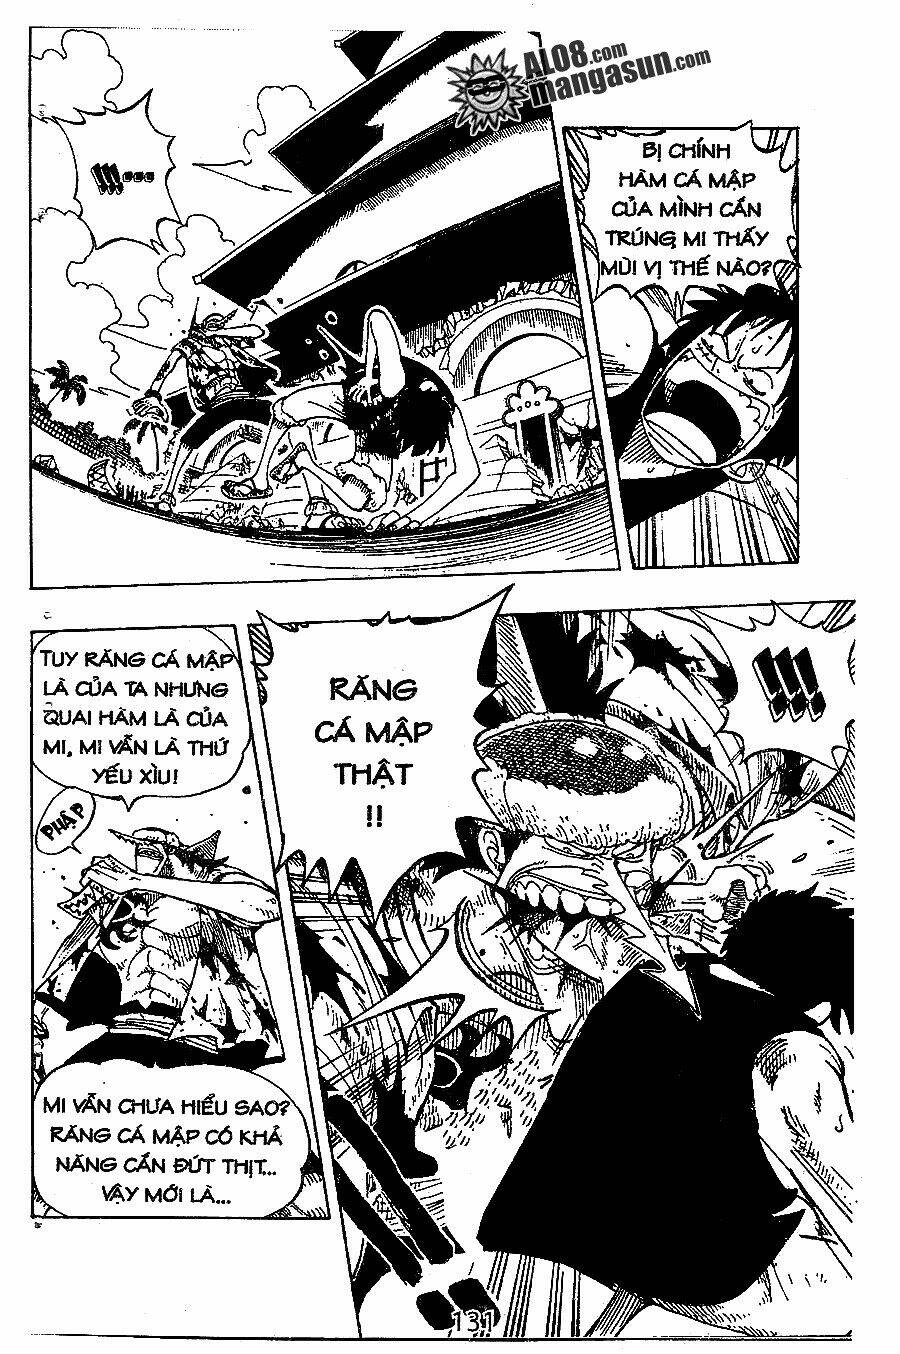 AL08.com
mangasun.com
!!!...
BỊ CHÍNH
HÀM CÁ MẬP
CỦA MÌNH CẮN
TRÚNG, MI THẤY
MÙI VỊ THẾ NÀO?
TUY RĂNG CÁ MẬP
LÀ CỦA TA NHƯNG
QUAI HÀM LÀ CỦA
MI, MI VẪN LÀ THỨ
YẾU XÌU!
PHẬP
MI VẪN CHƯA HIỂU SAO?
RĂNG CÁ MẬP CÓ KHẢ
NĂNG CẮN ĐỨT THỊT...
VẬY MỚI LÀ...
RĂNG
CÁ MẬP
THẬT
!!
!!!
131